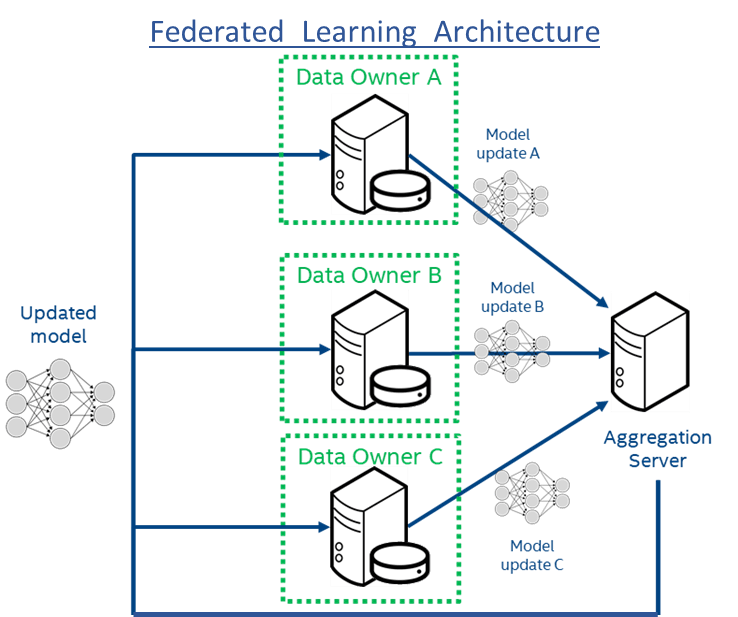 Federated Learning Architecture
Data Owner A
Model
update A
Data Owner B
Model
update B
Updated
model
Data Owner C
Aggregation
Server
Model
update C